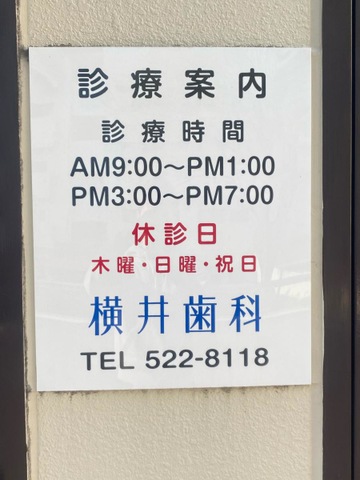 診療案内
診療時間
AM9:00〜PM1:00
PM3:00〜PM7:00
休診日
木曜・日曜・祝日
横井歯科
TEL 522-8118